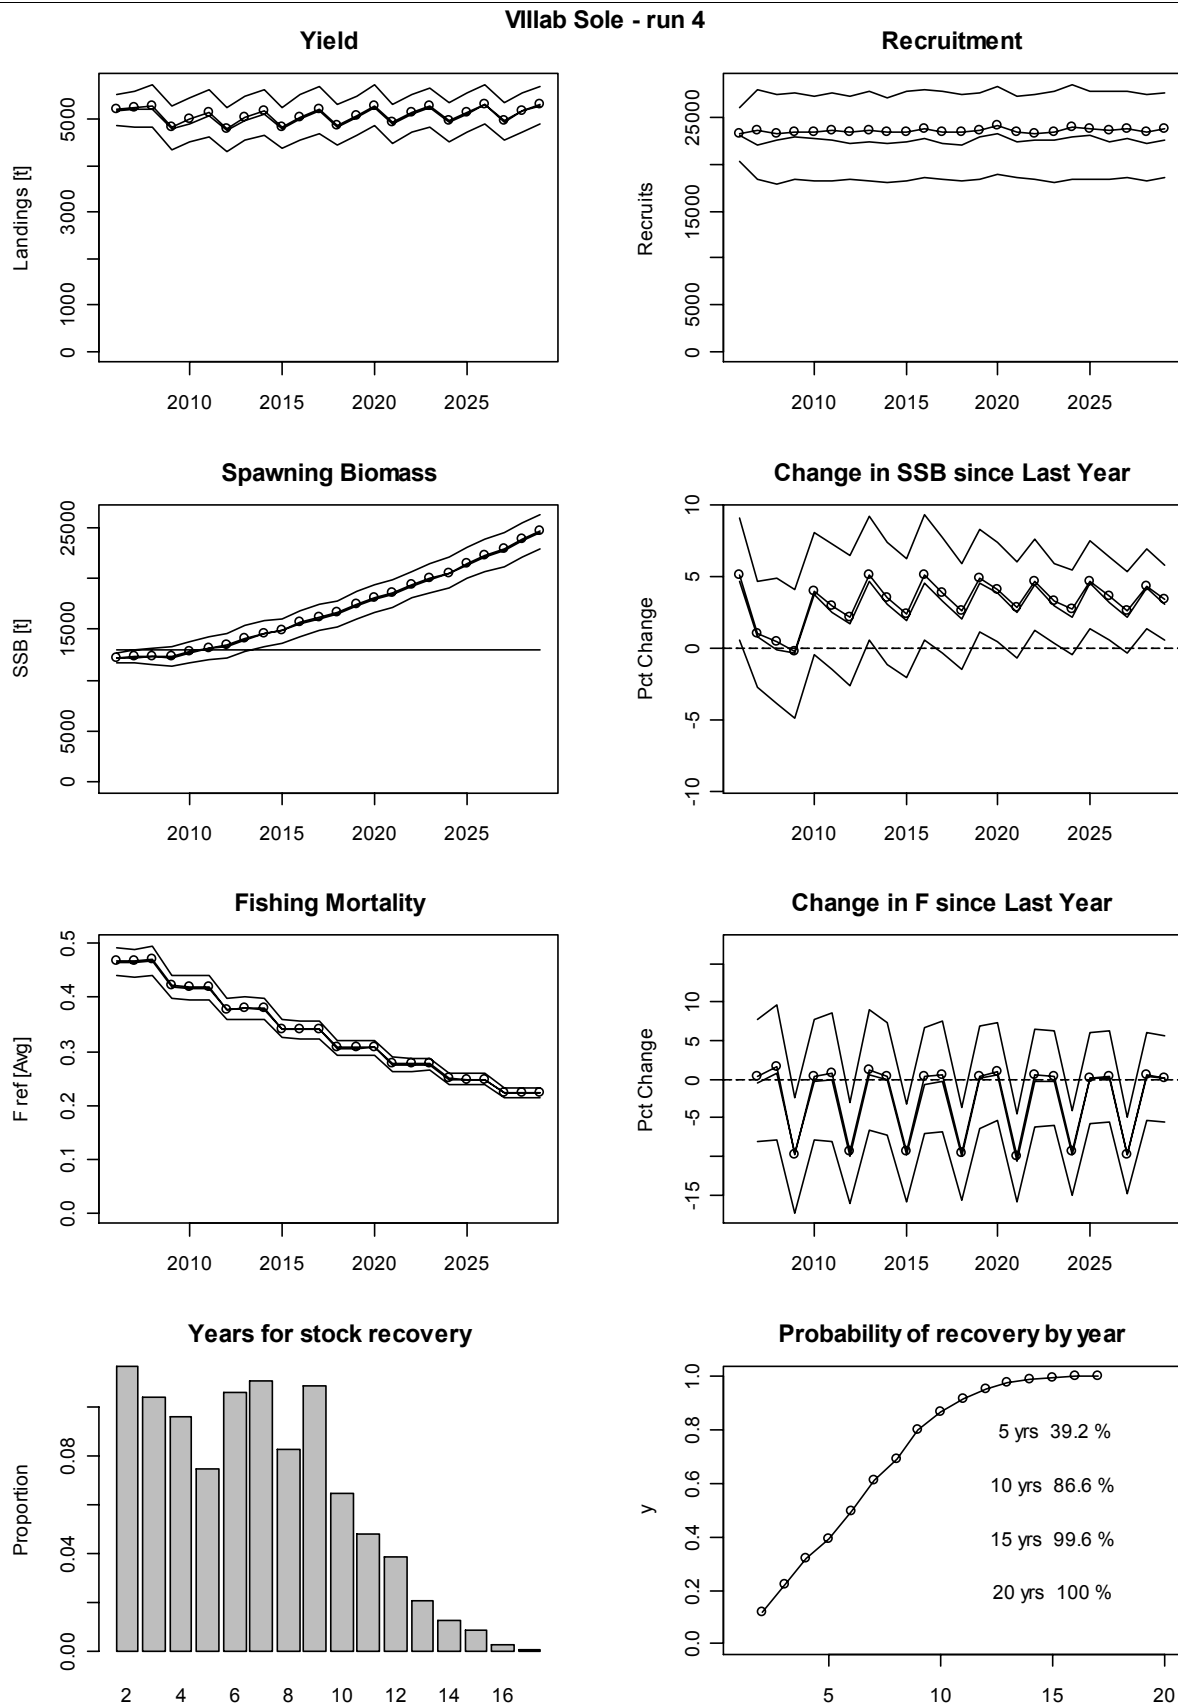 VIIIab Sole - run 4
Yield
Recruitment
Landings [t]
0 1000 3000 5000
2010 2015 2020 2025
Recruits
0 5000 15000 25000
2010 2015 2020 2025
Spawning Biomass
Change in SSB since Last Year
SSB [t]
0 5000 15000 25000
2010 2015 2020 2025
Pct Change
-10 -5 0 5 10
2010 2015 2020 2025
Fishing Mortality
Change in F since Last Year
F ref [Avg]
0.0 0.1 0.2 0.3 0.4 0.5
2010 2015 2020 2025
Pct Change
-15 -5 0 5 10
2010 2015 2020 2025
Years for stock recovery
Probability of recovery by year
Proportion
0.00 0.04 0.08
2 4 6 8 10 12 14 16
y
0.0 0.2 0.4 0.6 0.8 1.0
5 yrs 39.2 %
10 yrs 86.6 %
15 yrs 99.6 %
20 yrs 100 %
5 10 15 20